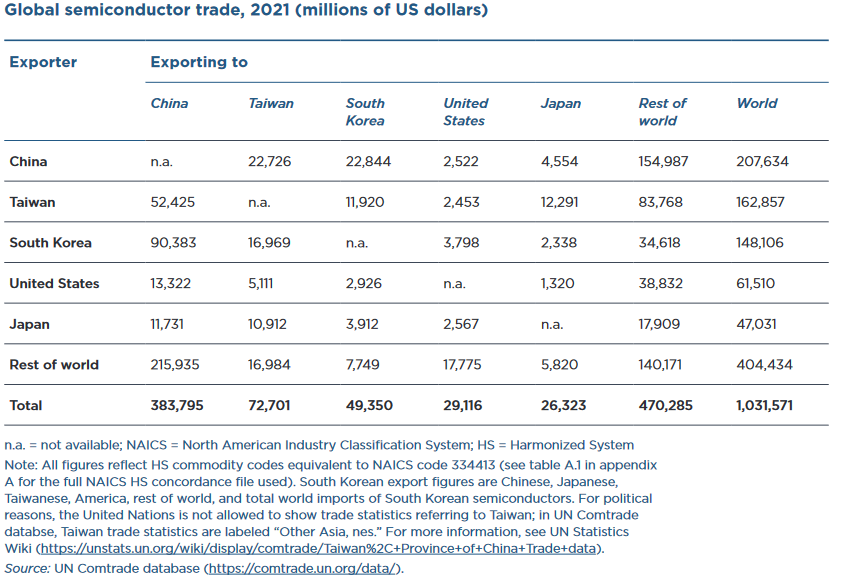 Global semiconductor trade, 2021 (millions of US dollars)
Exporter Exporting to
China Taiwan South Korea United States Japan Rest of world World
China n.a. 22,726 22,844 2,522 4,554 154,987 207,634
Taiwan 52,425 n.a. 11,920 2,453 12,291 83,768 162,857
South Korea 90,383 16,969 n.a. 3,798 2,338 34,618 148,106
United States 13,322 5,111 2,926 n.a. 1,320 38,832 61,510
Japan 11,731 10,912 3,912 2,567 n.a. 17,909 47,031
Rest of world 215,935 16,984 7,749 17,775 5,820 140,171 404,434
Total 383,795 72,701 49,350 29,116 26,323 470,285 1,031,571
n.a. = not available; NAICS = North American Industry Classification System; HS = Harmonized System
Note: All figures reflect HS commodity codes equivalent to NAICS code 334413 (see table A.1 in appendix
A for the full NAICS HS concordance file used). South Korean export figures are Chinese, Japanese,
Taiwanese, America, rest of world, and total world imports of South Korean semiconductors. For political
reasons, the United Nations is not allowed to show trade statistics referring to Taiwan; in UN Comtrade
databse, Taiwan trade statistics are labeled “Other Asia, nes.” For more information, see UN Statistics
Wiki (https://unstats.un.org/wiki/display/comtrade/Taiwan%2C+Province+of+China+Trade+data).
Source: UN Comtrade database (https://comtrade.un.org/data/).